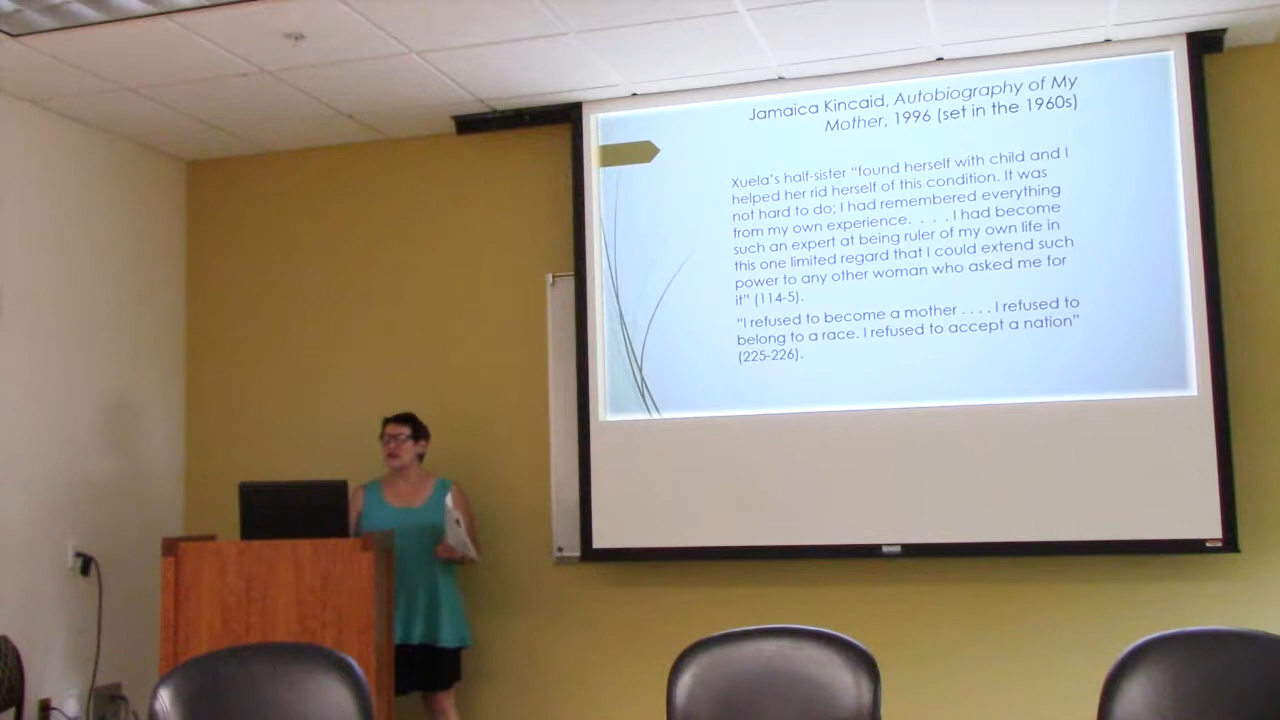 Jamaica Kincaid, Autobiography of My
Mother, 1996 (set in the 1960s)
Xuela's half-sister “found herself with child and I
helped her rid herself of this condition. It was
not hard to do; I had remembered everything
from my own experience. . . . I had become
such an expert at being ruler of my own life in
this one limited regard that I could extend such
power to any other woman who asked me for
it” (114-5).
“I refused to become a mother . . . . I refused to
belong to a race. I refused to accept a nation”
(225-226).